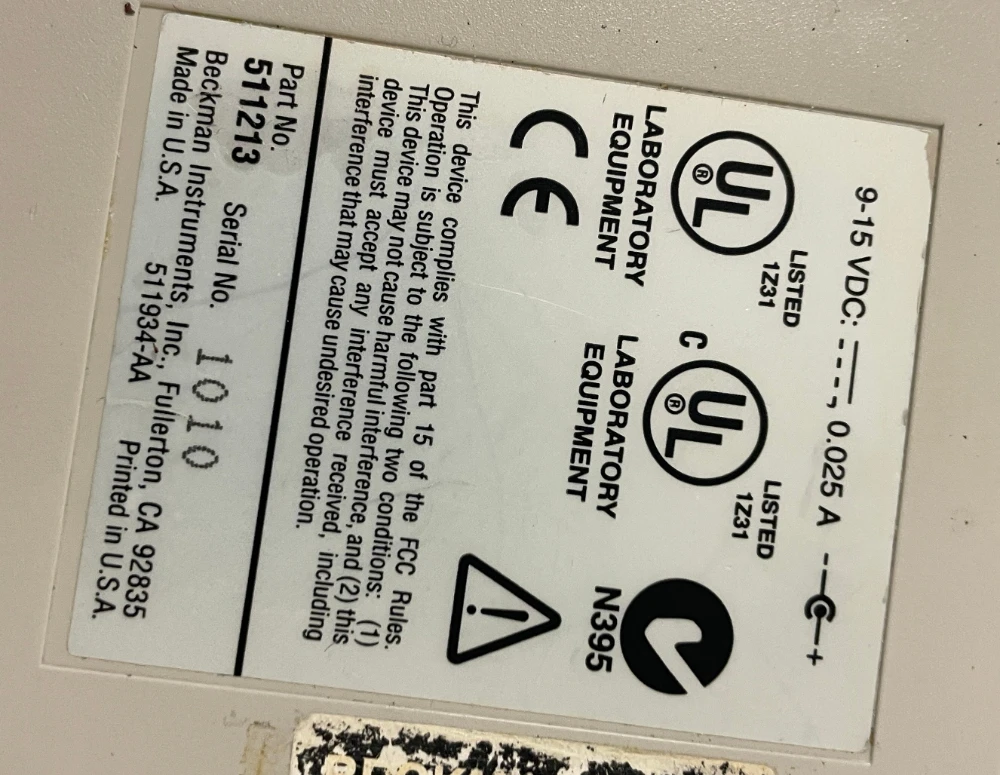 9-15 VDC: , 0.025 A - +
UL ®
LISTED
1Z31
LABORATORY
EQUIPMENT
C UL ®
LISTED
1Z31
LABORATORY
EQUIPMENT
N395
CE
!
This device complies with part 15 of the FCC Rules.
Operation is subject to the following two conditions: (1)
This device may not cause harmful interference, and (2) this
device must accept any interference received, including
interference that may cause undesired operation.
Part No.
511213 Serial No. 1010
Beckman Instruments, Inc., Fullerton, CA 92835
Made in U.S.A. 511934-AA Printed in U.S.A.